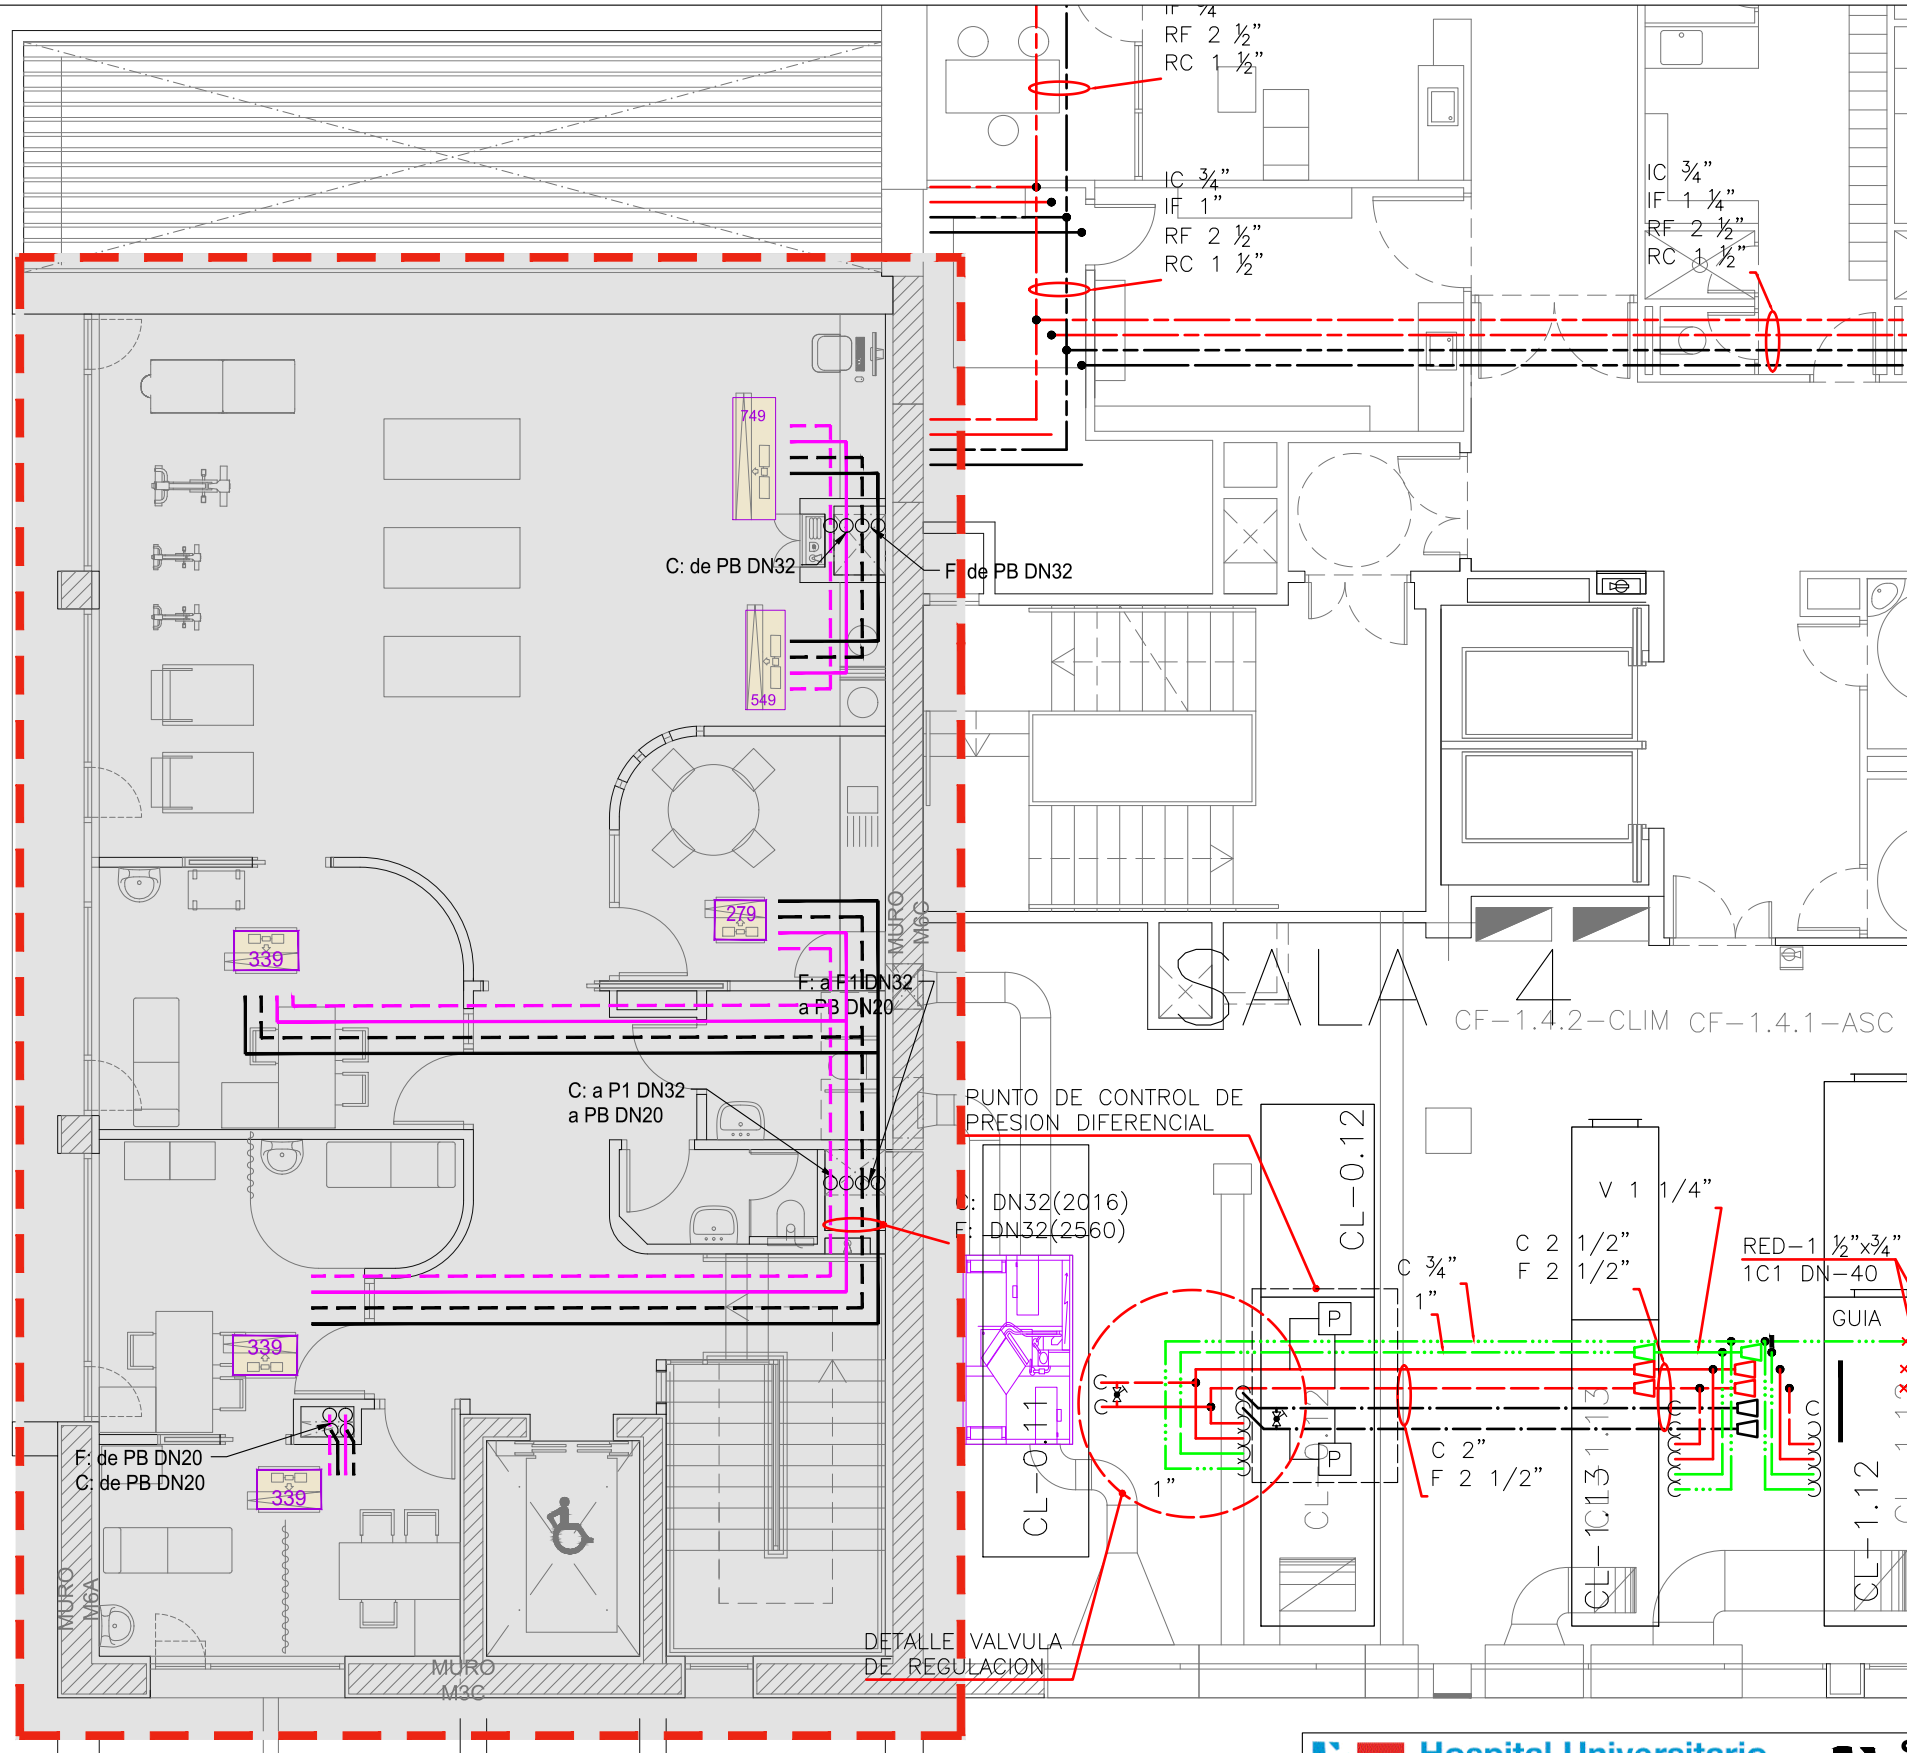 IF ¾"
RF 2 ½"
RC 1 ½"
IC ¾"
IF 1"
RF 2 ½"
RC 1 ½"
IC ¾"
IF 1 ¼"
RF 2 ½"
RC 1 ½"
749
C: de PB DN32
F: de PB DN32
549
279
339
MURO
M6C
F: a P1 DN32
a PB DN20
C: a P1 DN32
a PB DN20
SALA 4
CF-1.4.2-CLIM
CF-1.4.1-ASC
PUNTO DE CONTROL DE
PRESION DIFERENCIAL
CL-0.12
C: DN32(2016)
F: DN32(2560)
V 1 1/4"
C 2 1/2"
F 2 1/2"
C ¾"
1"
RED-1 ½"x¾"
1C1 DN-40
GUIA
P
P
C
C
C
C
C 2"
F 2 1/2"
1"
CL-0.11
CL-1.13
CL-1.12
339
F: de PB DN20
C: de PB DN20
339
MURO
M6A
MURO
M3C
DETALLE VALVULA
DE REGULACION
Hospital Universitario